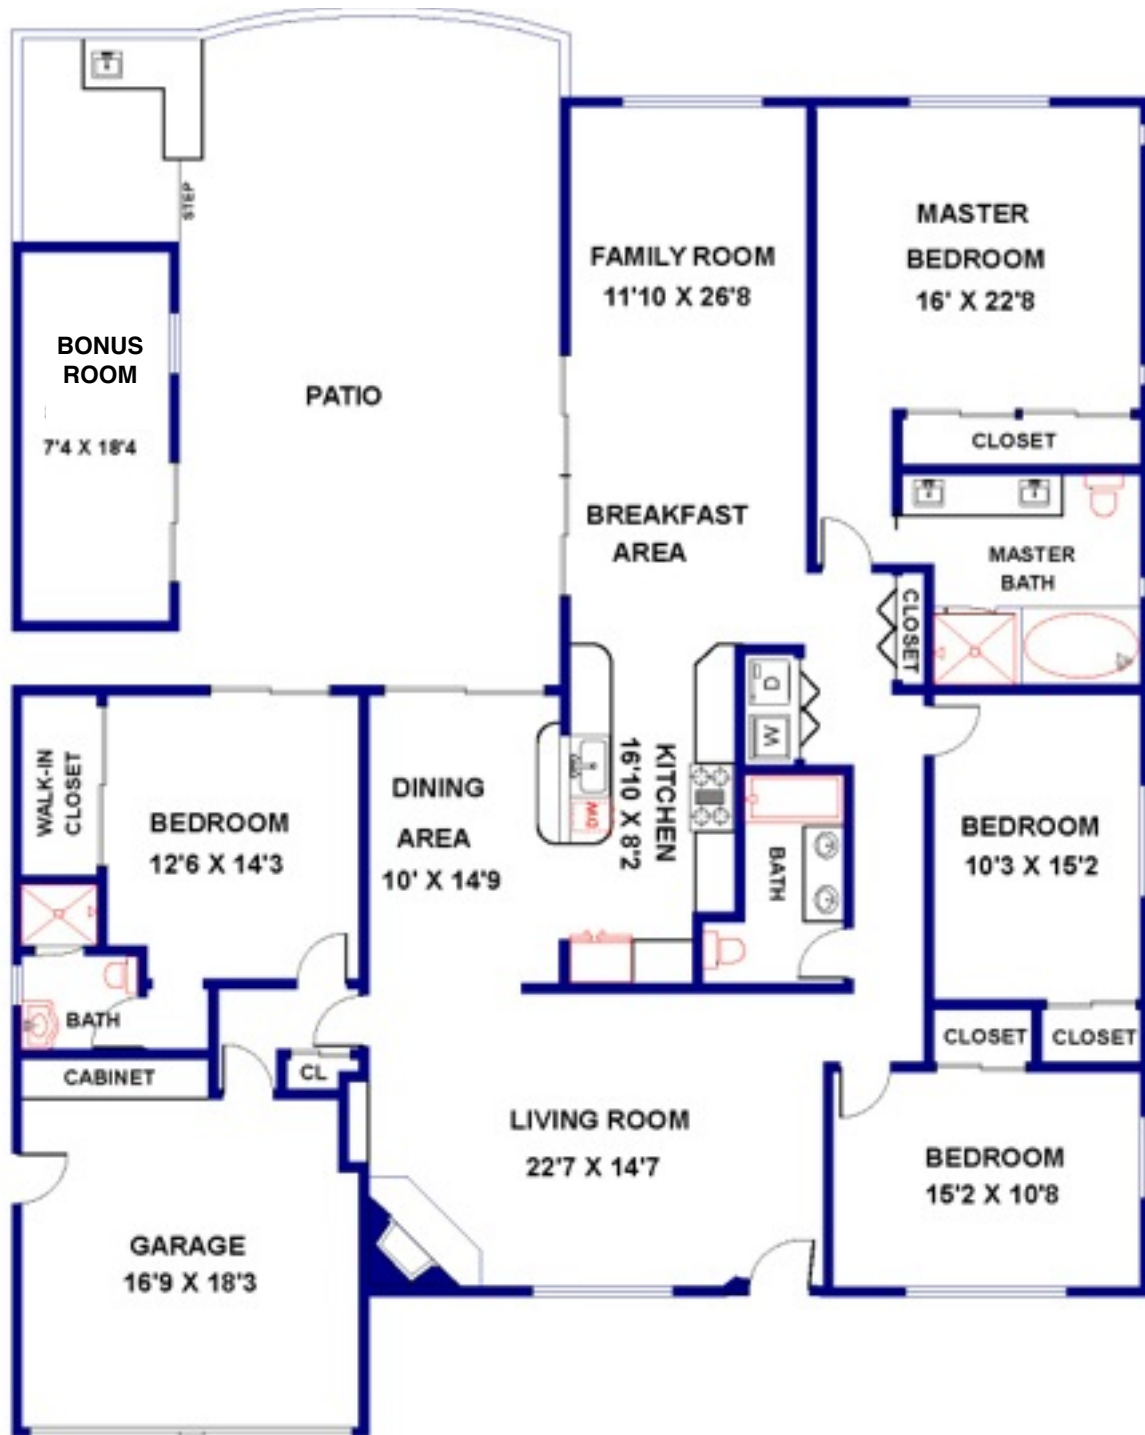 STEP
MASTER
BEDROOM
16' X 22'8
FAMILY ROOM
11'10 X 26'8
BONUS
ROOM
7'4 X 18'4
PATIO
CLOSET
BREAKFAST
AREA
MASTER
BATH
CLOSET
D
W
WALK-IN
CLOSET
BEDROOM
12'6 X 14'3
DINING
AREA
10' X 14'9
DW
KITCHEN
16'10 X 8'2
BATH
BEDROOM
10'3 X 15'2
BATH
CLOSET
CLOSET
CABINET
CL
LIVING ROOM
22'7 X 14'7
BEDROOM
15'2 X 10'8
GARAGE
16'9 X 18'3